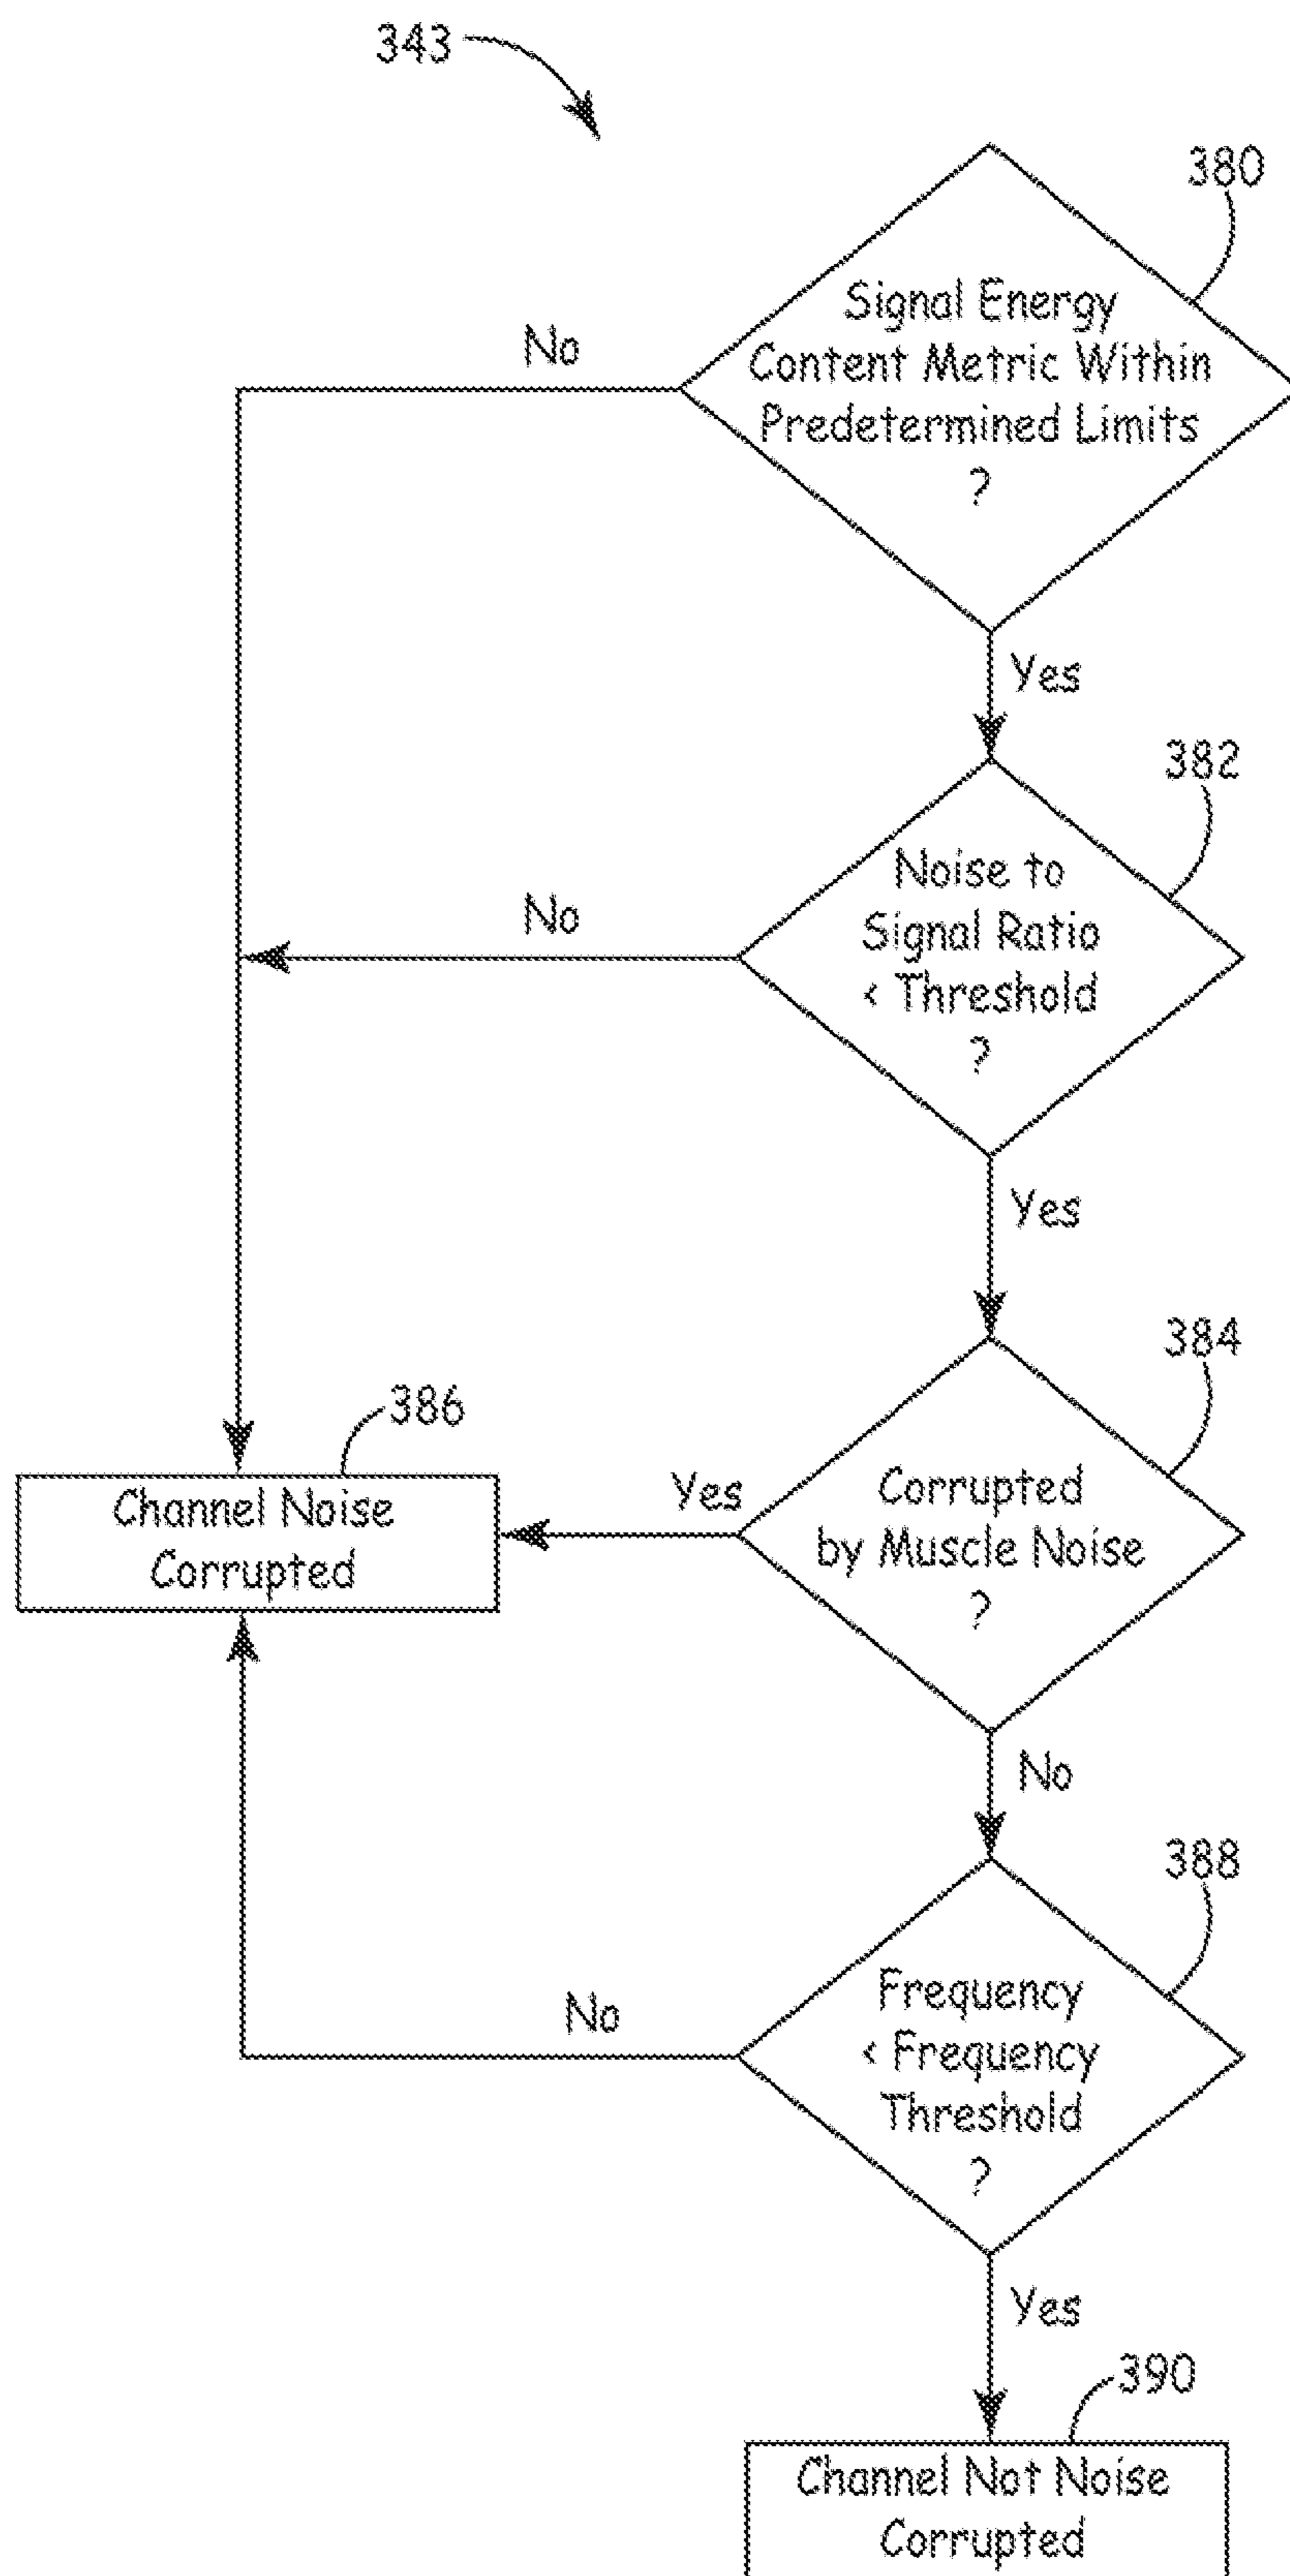 343
380
Signal Energy
Content Metric Within
Predetermined Limits
?
No
Yes
382
Noise to
Signal Ratio
< Threshold
?
No
Yes
384
Corrupted
by Muscle Noise
?
Yes
386
Channel Noise
Corrupted
No
388
Frequency
< Frequency
Threshold
?
No
Yes
390
Channel Not Noise
Corrupted